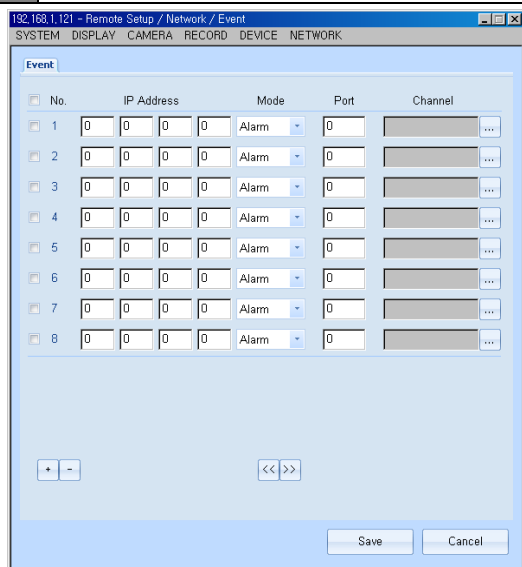 192,168,1,121 - Remote Setup / Network / Event
SYSTEM DISPLAY CAMERA RECORD DEVICE NETWORK
Event
No. IP Address Mode Port Channel
1 0 0 0 0 Alarm 0 ...
2 0 0 0 0 Alarm 0 ...
3 0 0 0 0 Alarm 0 ...
4 0 0 0 0 Alarm 0 ...
5 0 0 0 0 Alarm 0 ...
6 0 0 0 0 Alarm 0 ...
7 0 0 0 0 Alarm 0 ...
8 0 0 0 0 Alarm 0 ...
+ - << >>
Save Cancel